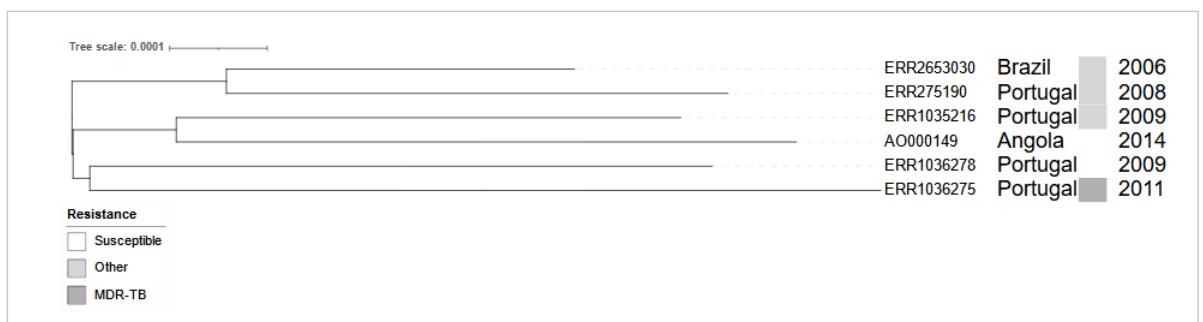 Tree scale: 0.0001
ERR2653030 Brazil 2006
ERR275190 Portugal 2008
ERR1035216 Portugal 2009
AO000149 Angola 2014
ERR1036278 Portugal 2009
ERR1036275 Portugal 2011
Resistance
Susceptible
Other
MDR-TB